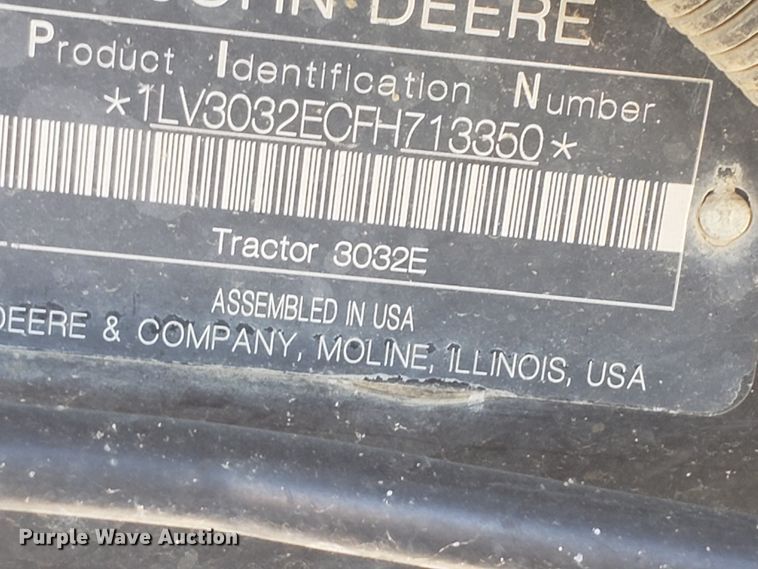 JOHN DEERE
Product Identification Number.
*1LV3032ECFH713350*
Tractor 3032E
ASSEMBLED IN USA
DEERE & COMPANY, MOLINE, ILLINOIS, USA
Purple Wave Auction